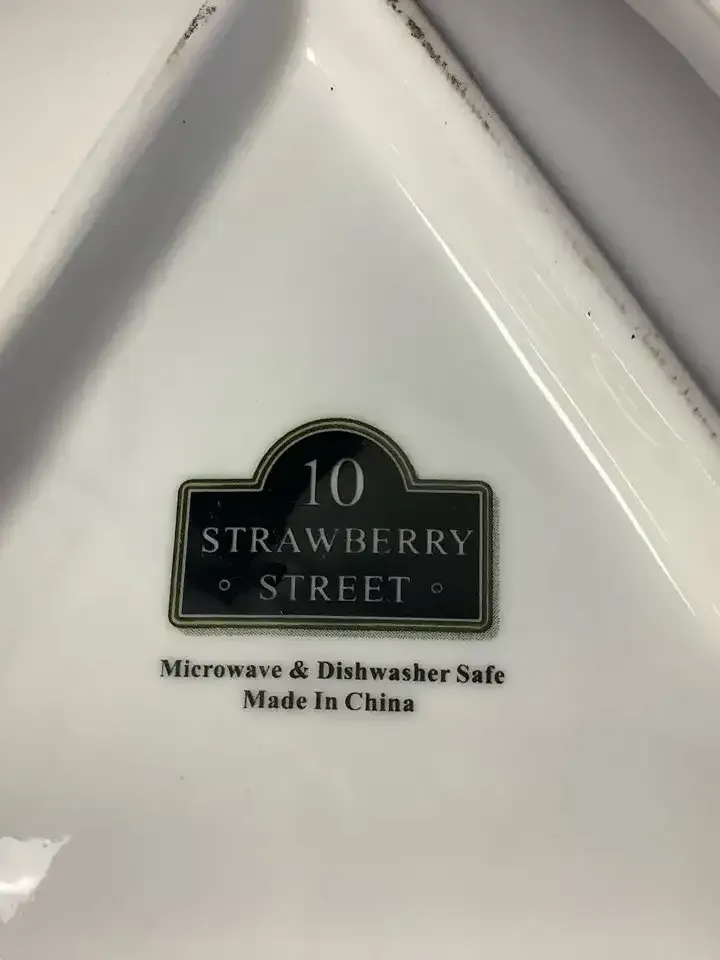 10
STRAWBERRY
STREET
Microwave & Dishwasher Safe
Made In China